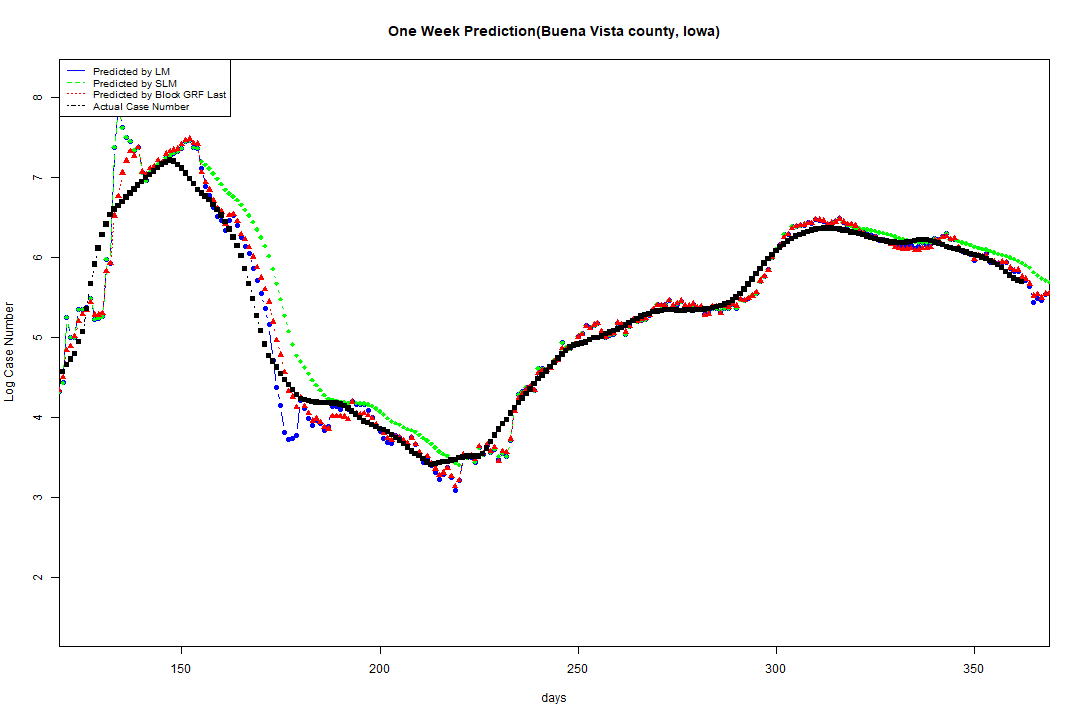 One Week Prediction(Buena Vista county, Iowa)
Predicted by LM
Predicted by SLM
Predicted by Block GRF Last
Actual Case Number
8
7
6
5
4
3
2
Log Case Number
150 200 250 300 350
days